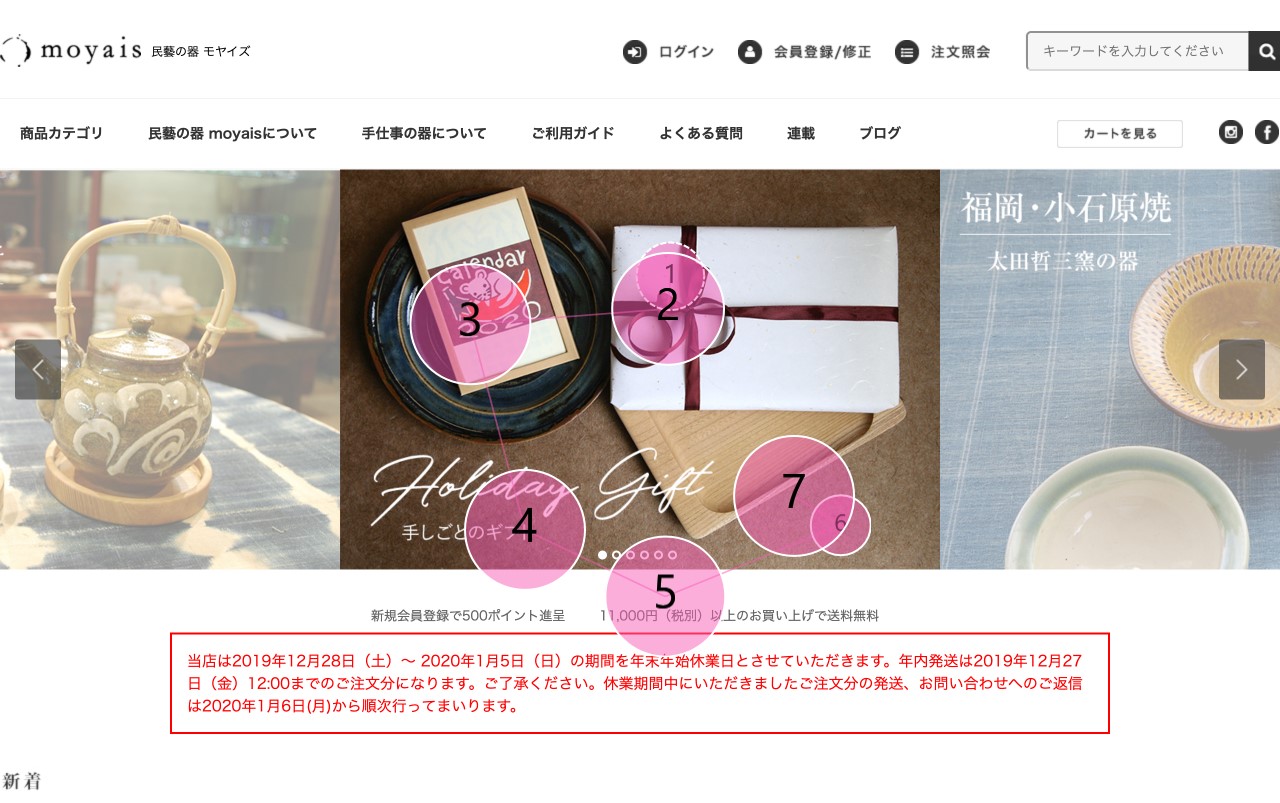 moyais 民藝の器 モヤイズ
ログイン 会員登録/修正 注文照会 キーワードを入力してください
商品カテゴリ 民藝の器 moyaisについて 手仕事の器について ご利用ガイド よくある質問 連載 ブログ カートを見る
福岡・小石原焼
太田哲三窯の器
Calendar
2020
1
2
3
Holiday Gift
手しごとのギフト
4
5
6
7
新規会員登録で500ポイント進呈 11,000円（税別）以上のお買い上げで送料無料
当店は2019年12月28日（土）〜 2020年1月5日（日）の期間を年末年始休業日とさせていただきます。年内発送は2019年12月27
日（金）12:00までのご注文分になります。ご了承ください。休業期間中にいただきましたご注文分の発送、お問い合わせへのご返信
は2020年1月6日(月)から順次行ってまいります。
新着